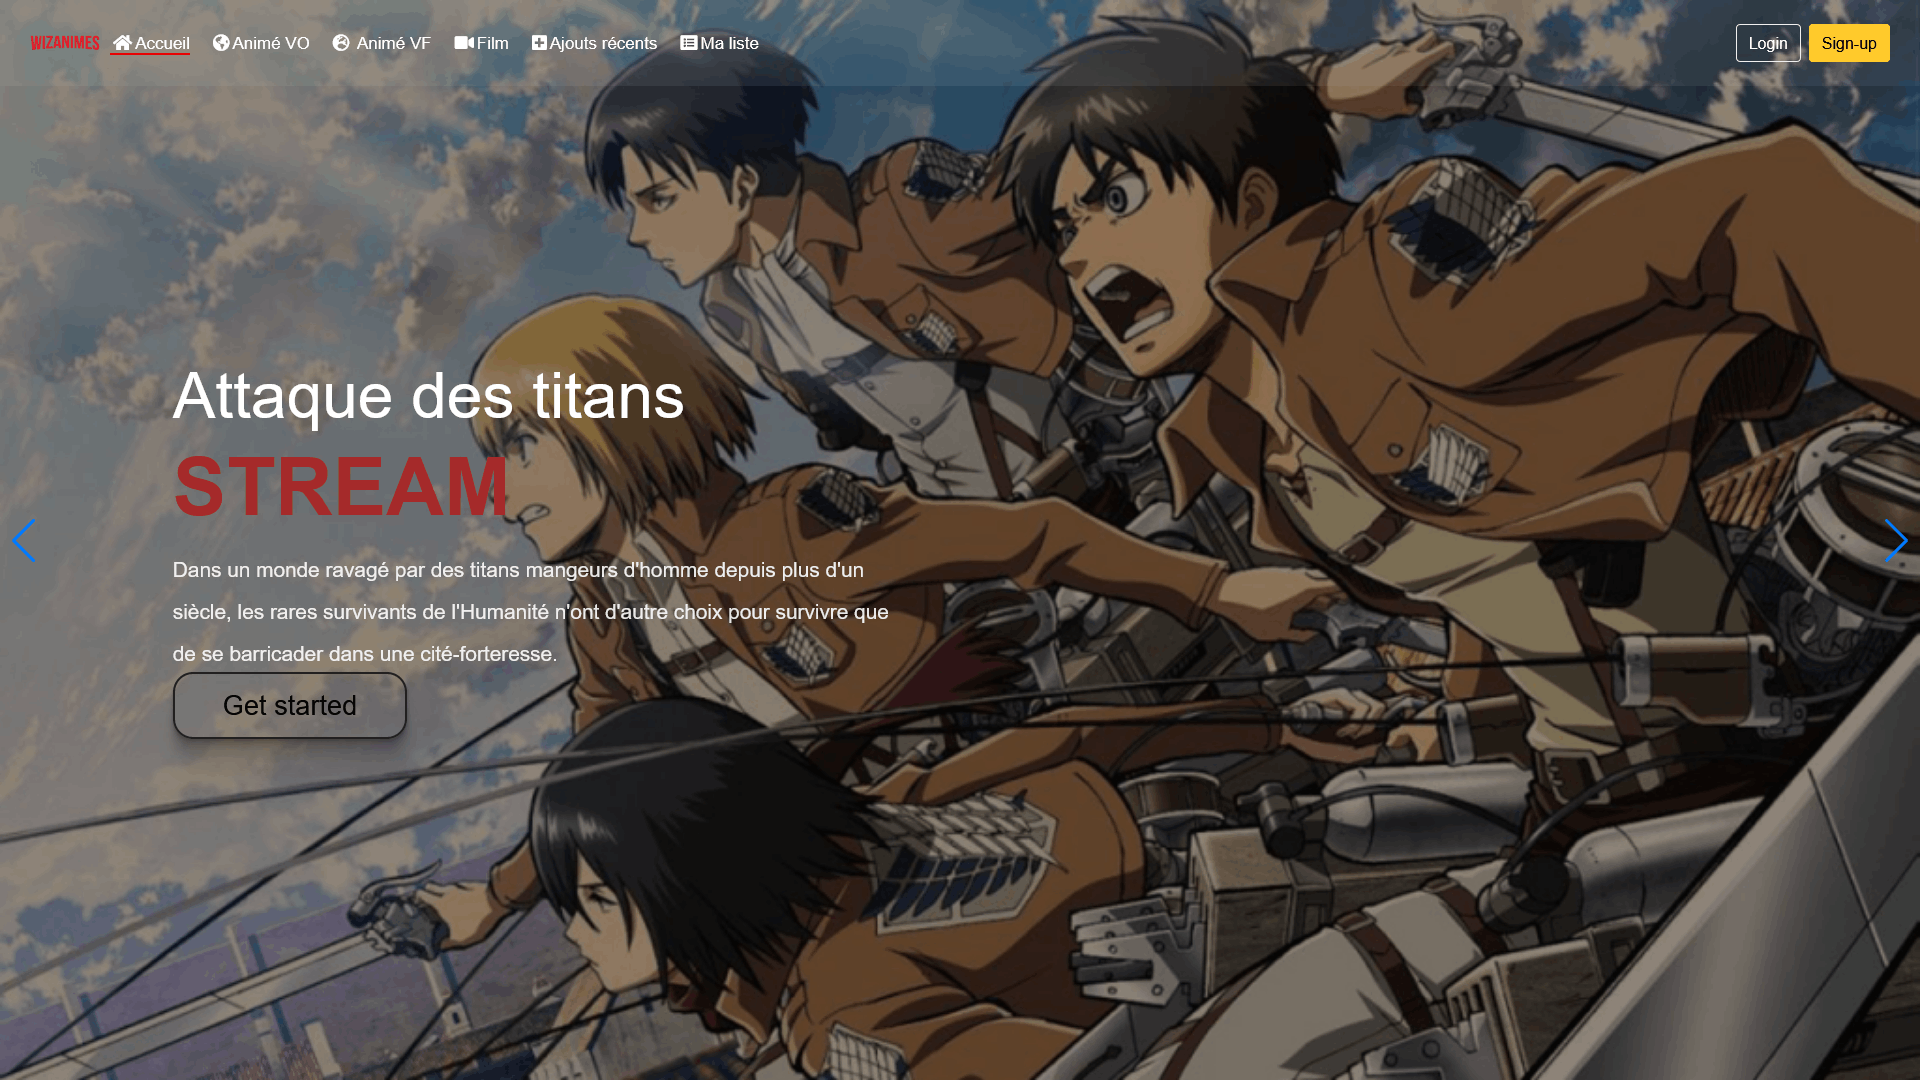 WIZANIMES Accueil Animé VO Animé VF Film Ajouts récents Ma liste Login Sign-up
Attaque des titans
STREAM
Dans un monde ravagé par des titans mangeurs d'homme depuis plus d'un
siècle, les rares survivants de l'Humanité n'ont d'autre choix pour survivre que
de se barricader dans une cité-forteresse.
Get started